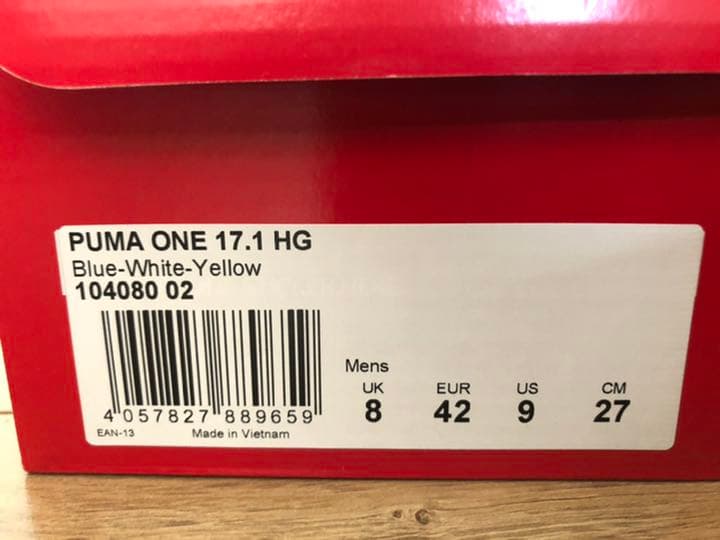 PUMA ONE 17.1 HG
Blue-White-Yellow
104080 02
4 057827 889659
EAN-13 Made in Vietnam
Mens
UK EUR US CM
8 42 9 27